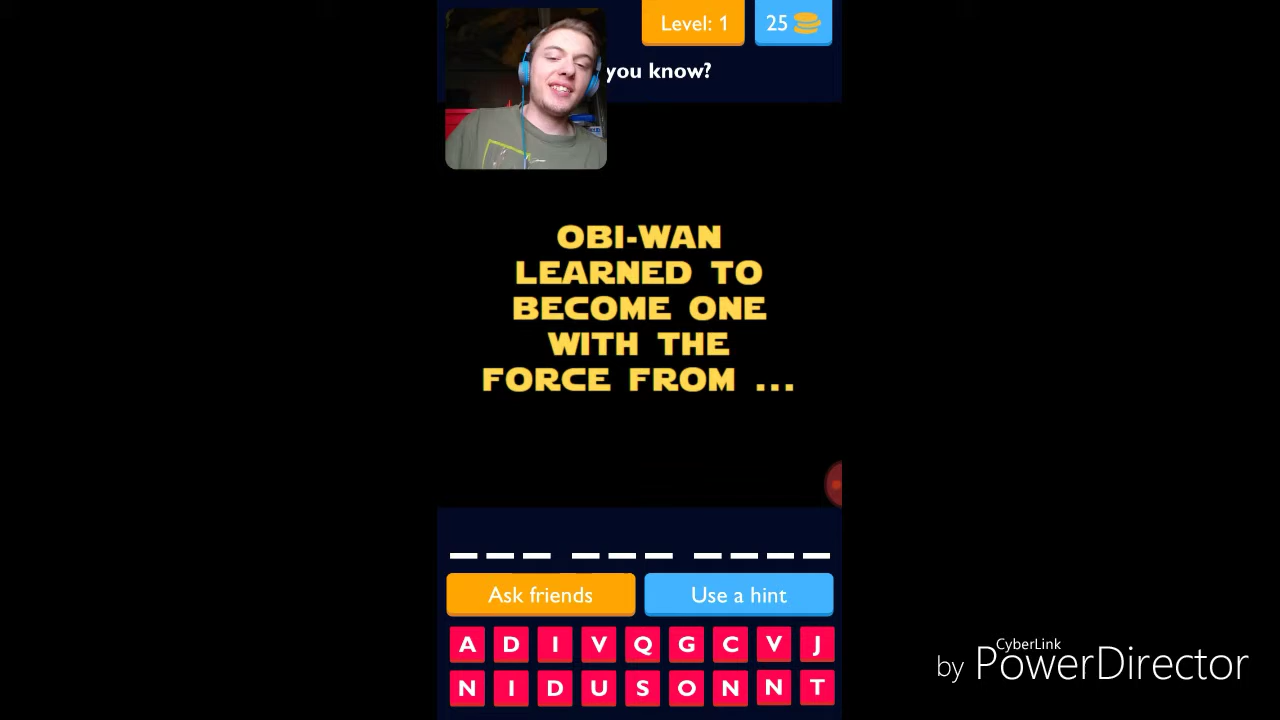 Level: 1
25
you know?
OBI-WAN
LEARNED TO
BECOME ONE
WITH THE
FORCE FROM ...
Ask friends
Use a hint
A D I V Q G C V J
N I D U S O N N T
CyberLink
by PowerDirector